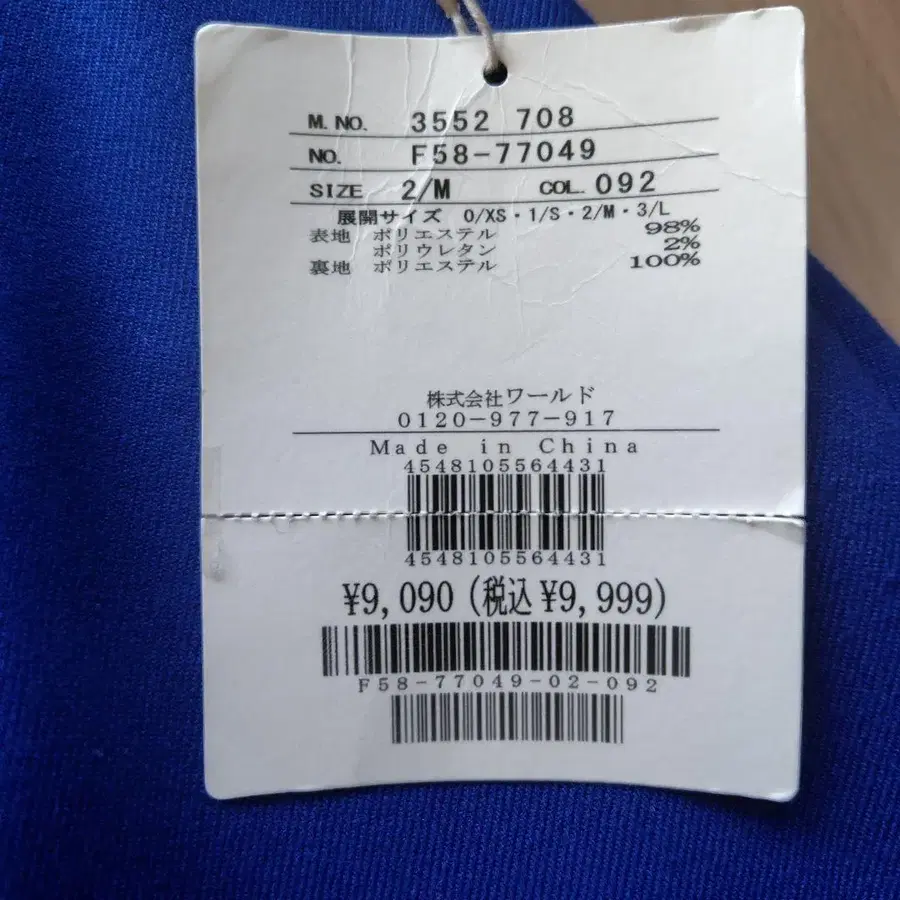 M. NO. 3552 708
NO. F58-77049
SIZE 2/M COL. 092
展開サイズ 0/XS・1/S・2/M・3/L
表地 ポリエステル 98%
ポリウレタン 2%
裏地 ポリエステル 100%
株式会社ワールド
0120-977-917
Made in China
4548105564431
4548105564431
¥9,090 (税込 ¥9,999)
F58-77049-02-092